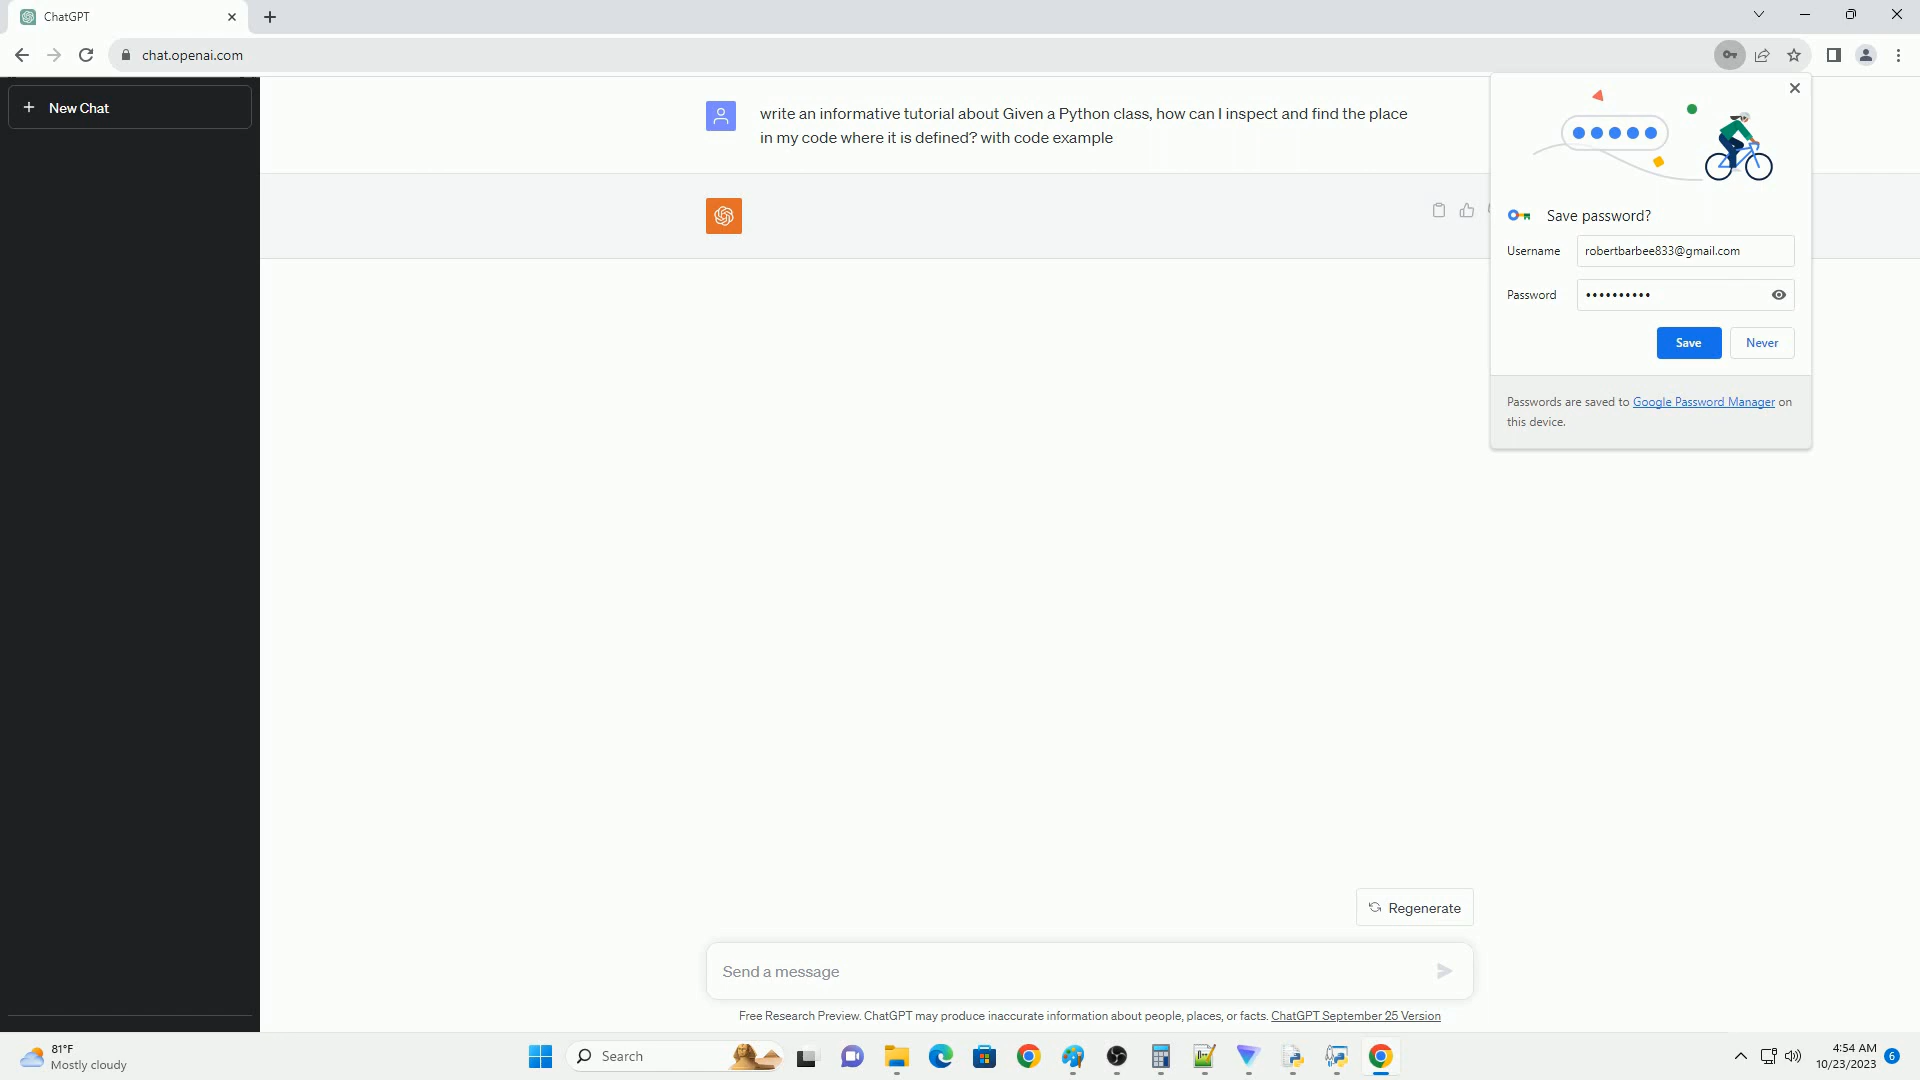 ChatGPT
chat.openai.com
New Chat
write an informative tutorial about Given a Python class, how can I inspect and find the place
in my code where it is defined? with code example
Save password?
Username robertbarbee833@gmail.com
Password ••••••••••
Save Never
Passwords are saved to Google Password Manager on
this device.
Regenerate
Send a message
Free Research Preview. ChatGPT may produce inaccurate information about people, places, or facts. ChatGPT September 25 Version
81°F
Mostly cloudy
Search
4:54 AM
10/23/2023
6